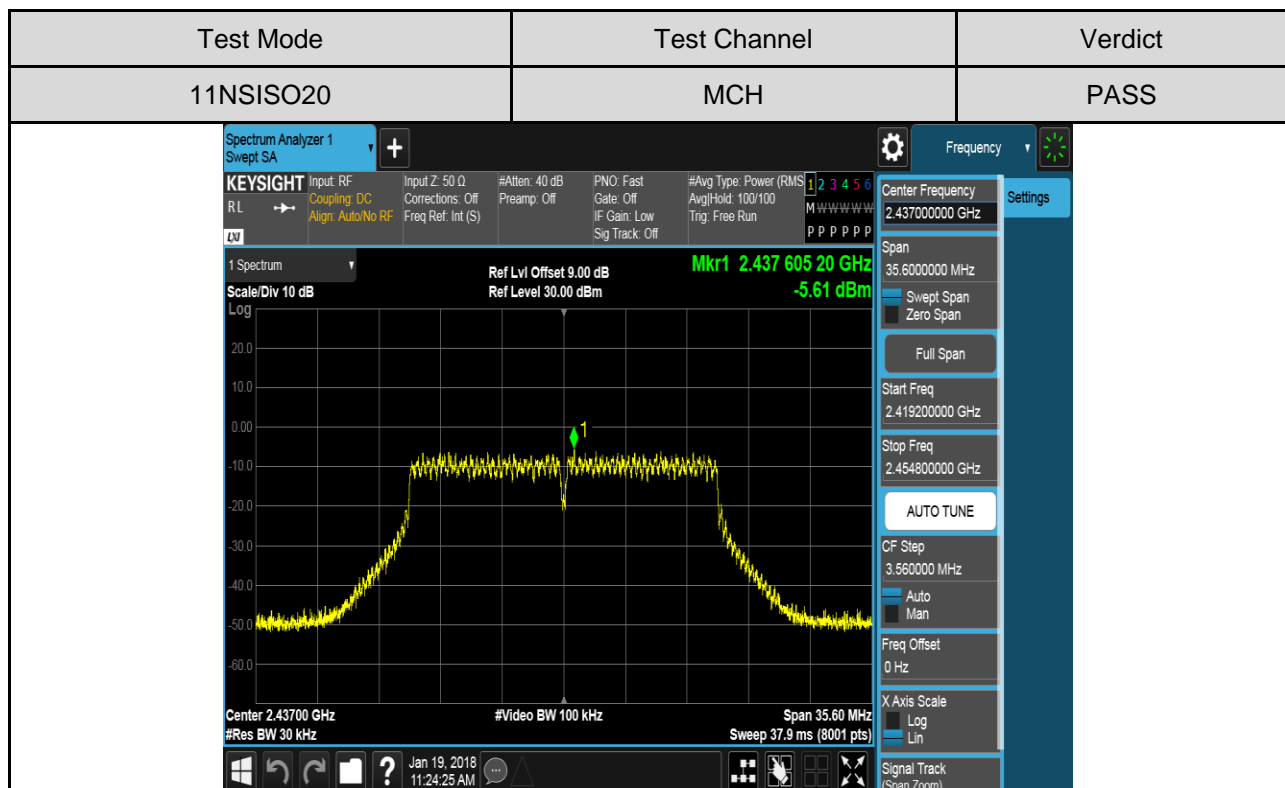 Test Mode Test Channel Verdict
11NSISO20 MCH PASS
Spectrum Analyzer 1
Swept SA
+
Frequency
KEYSIGHT Input: RF Input Z: 50 Ω #Atten: 40 dB PNO: Fast #Avg Type: Power (RMS 1 2 3 4 5 6
RL Coupling: DC Corrections: Off Preamp: Off Gate: Off Avg|Hold: 100/100 M W W W W W
Align: Auto/No RF Freq Ref: Int (S) IF Gain: Low Trig: Free Run
LXI Sig Track: Off P P P P P P
1 Spectrum
Ref Lvl Offset 9.00 dB
Mkr1 2.437 605 20 GHz
Scale/Div 10 dB
Ref Level 30.00 dBm
-5.61 dBm
Log
20.0
10.0
0.00
1
-10.0
-20.0
-30.0
-40.0
-50.0
-60.0
Center 2.43700 GHz #Video BW 100 kHz Span 35.60 MHz
#Res BW 30 kHz Sweep 37.9 ms (8001 pts)
?
Jan 19, 2018
11:24:25 AM
Center Frequency
2.437000000 GHz
Settings
Span
35.6000000 MHz
Swept Span
Zero Span
Full Span
Start Freq
2.419200000 GHz
Stop Freq
2.454800000 GHz
AUTO TUNE
CF Step
3.560000 MHz
Auto
Man
Freq Offset
0 Hz
X Axis Scale
Log
Lin
Signal Track
(Span Zoom)